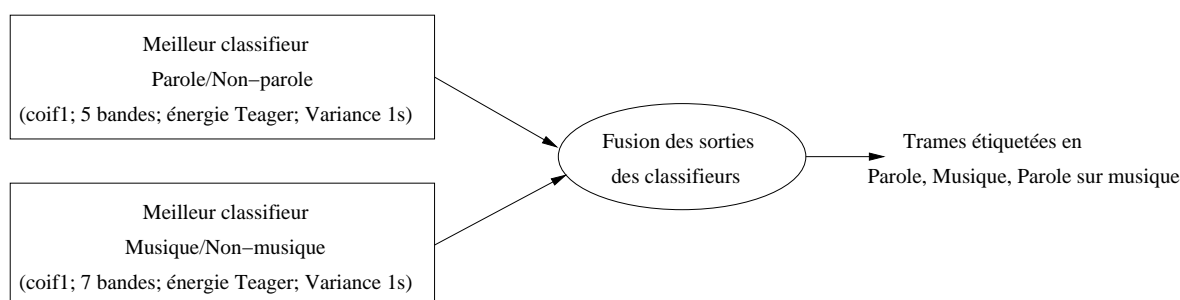 Meilleur classifieur
Parole/Non−parole
(coif1; 5 bandes; énergie Teager; Variance 1s)
Fusion des sorties
des classifieurs
Trames étiquetées en
Parole, Musique, Parole sur musique
Meilleur classifieur
Musique/Non−musique
(coif1; 7 bandes; énergie Teager; Variance 1s)